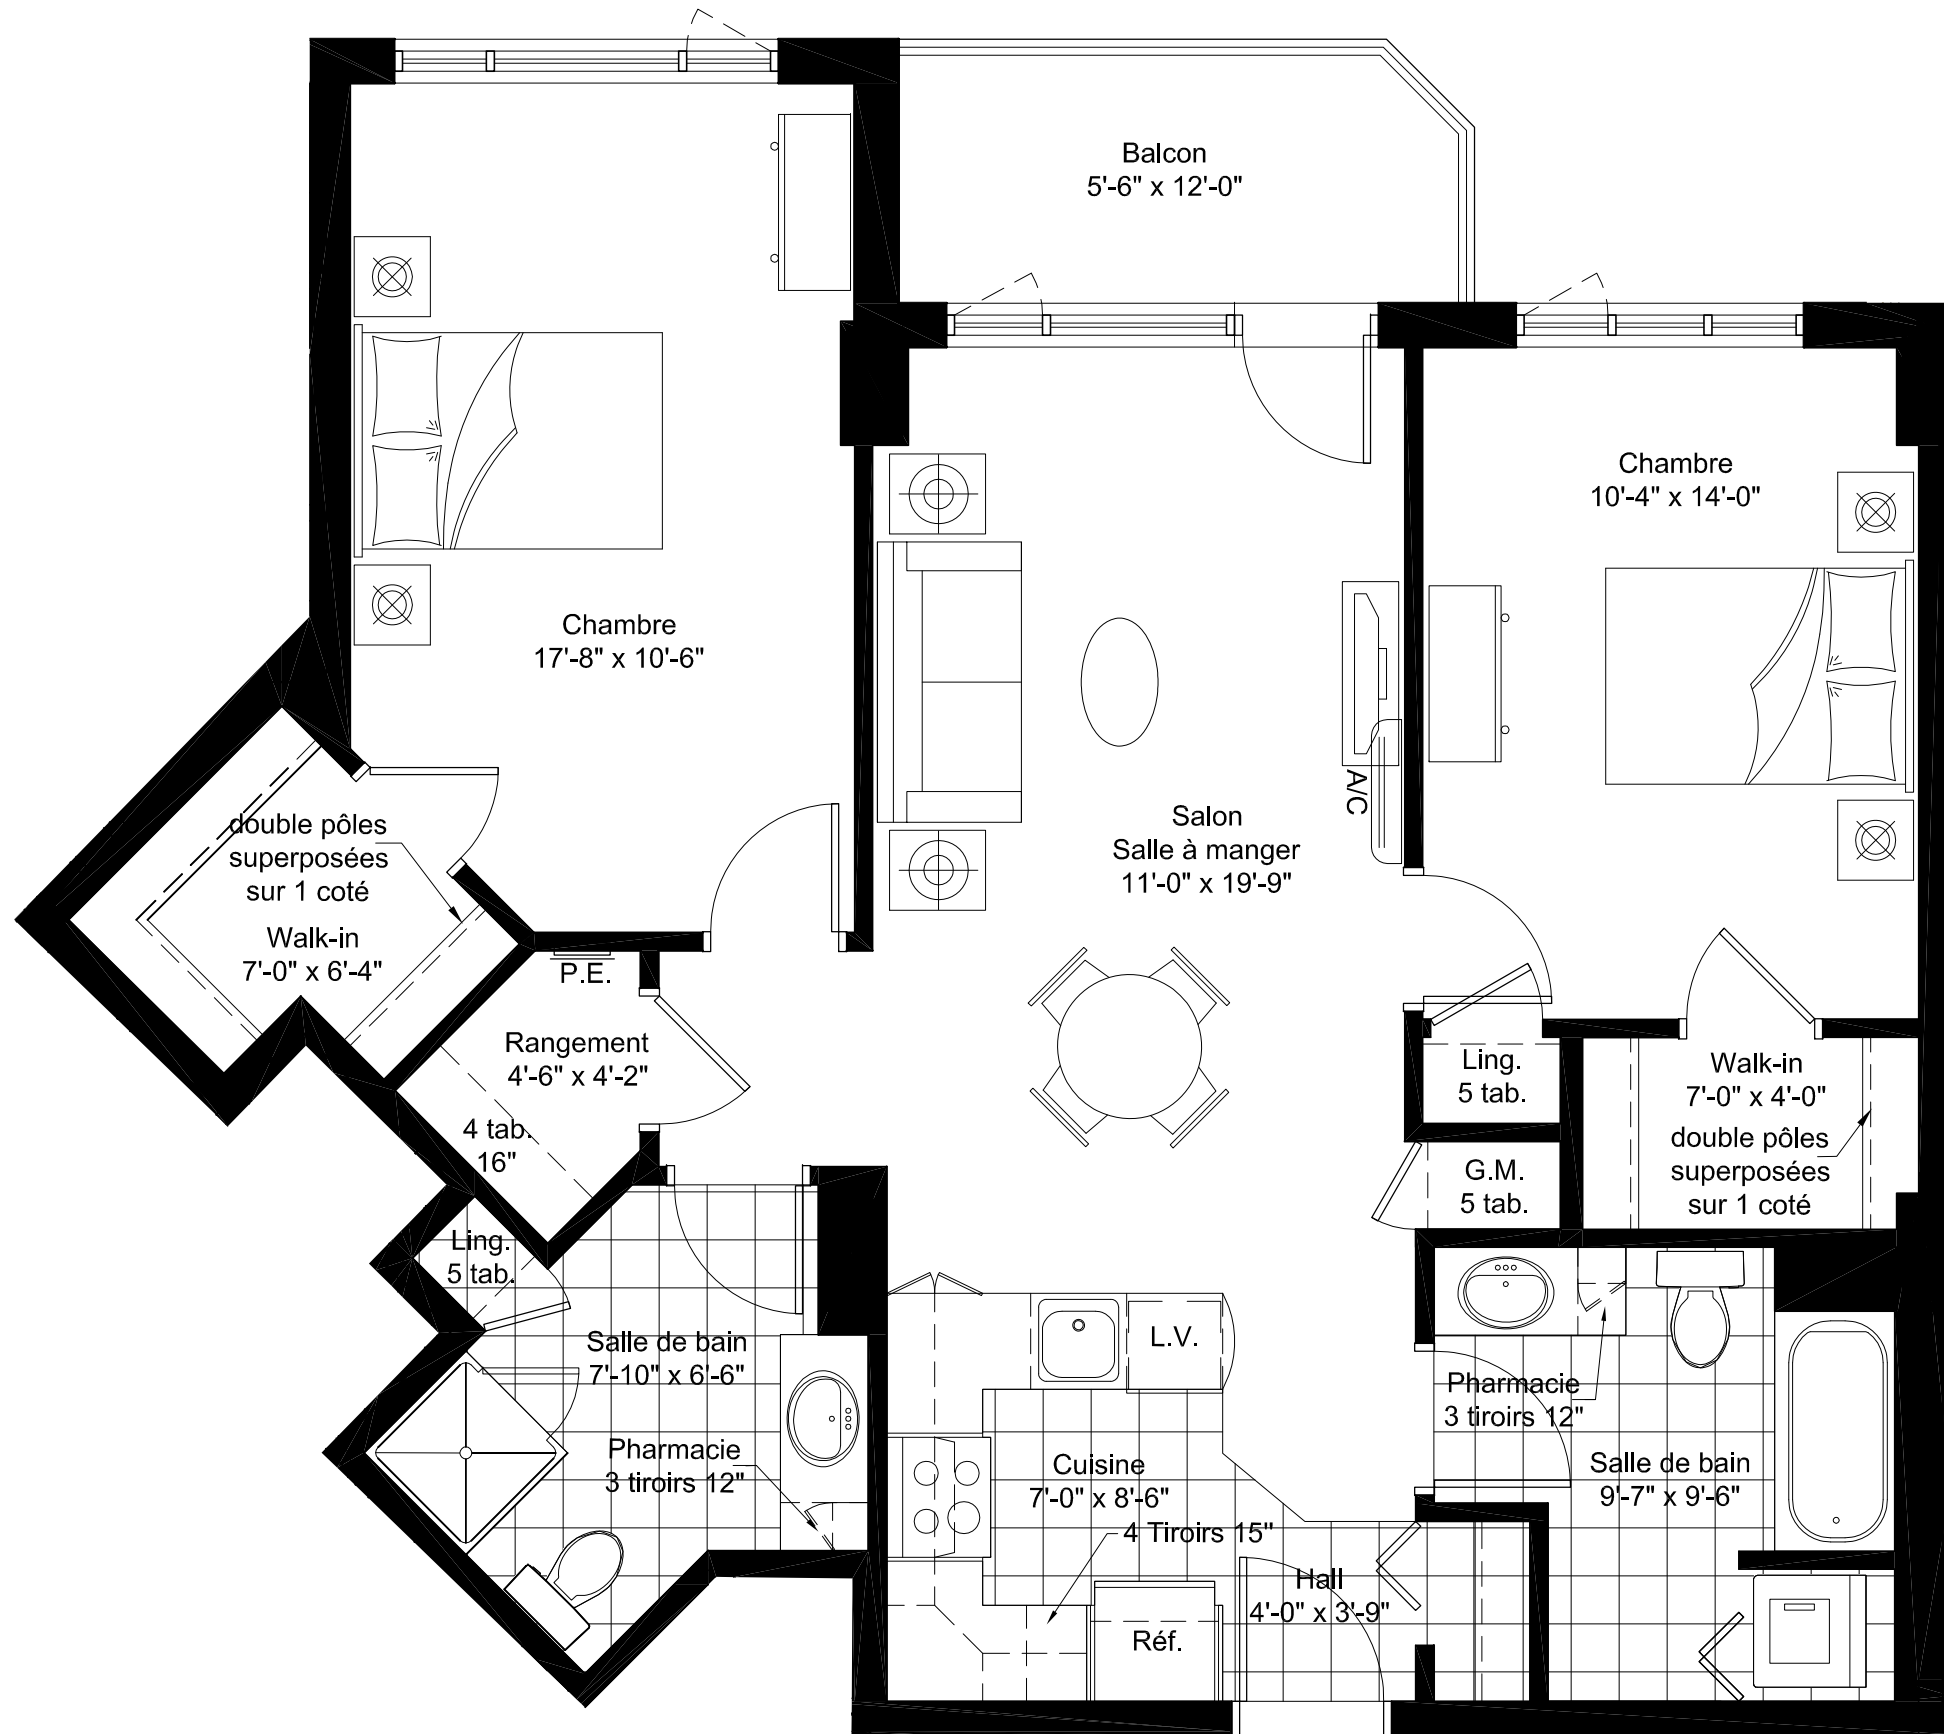 Balcon
5'-6" x 12'-0"
Chambre
10'-4" x 14'-0"
Chambre
17'-8" x 10'-6"
A/C
Salon
Salle à manger
11'-0" x 19'-9"
double pôles
superposées
sur 1 coté
Walk-in
7'-0" x 6'-4"
P.E.
Rangement
4'-6" x 4'-2"
4 tab.
16"
Ling.
5 tab.
Walk-in
7'-0" x 4'-0"
double pôles
superposées
sur 1 coté
G.M.
5 tab.
Ling.
5 tab.
Salle de bain
7'-10" x 6'-6"
Pharmacie
3 tiroirs 12"
L.V.
Cuisine
7'-0" x 8'-6"
4 Tiroirs 15"
Réf.
Hall
4'-0" x 3'-9"
Pharmacie
3 tiroirs 12"
Salle de bain
9'-7" x 9'-6"